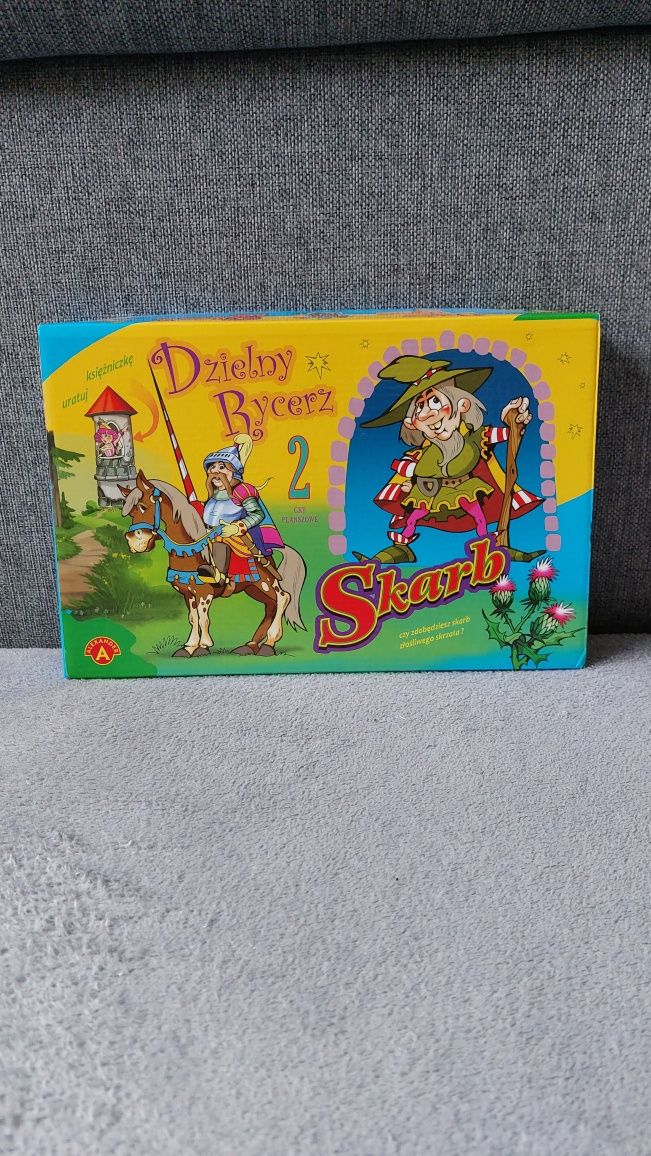 uratuj księżniczkę
Dzielny
Rycerz
2
GRY
PLANSZOWE
Skarb
czy zdobędziesz skarb
złośliwego skrzata ?
ALEXANDER
A